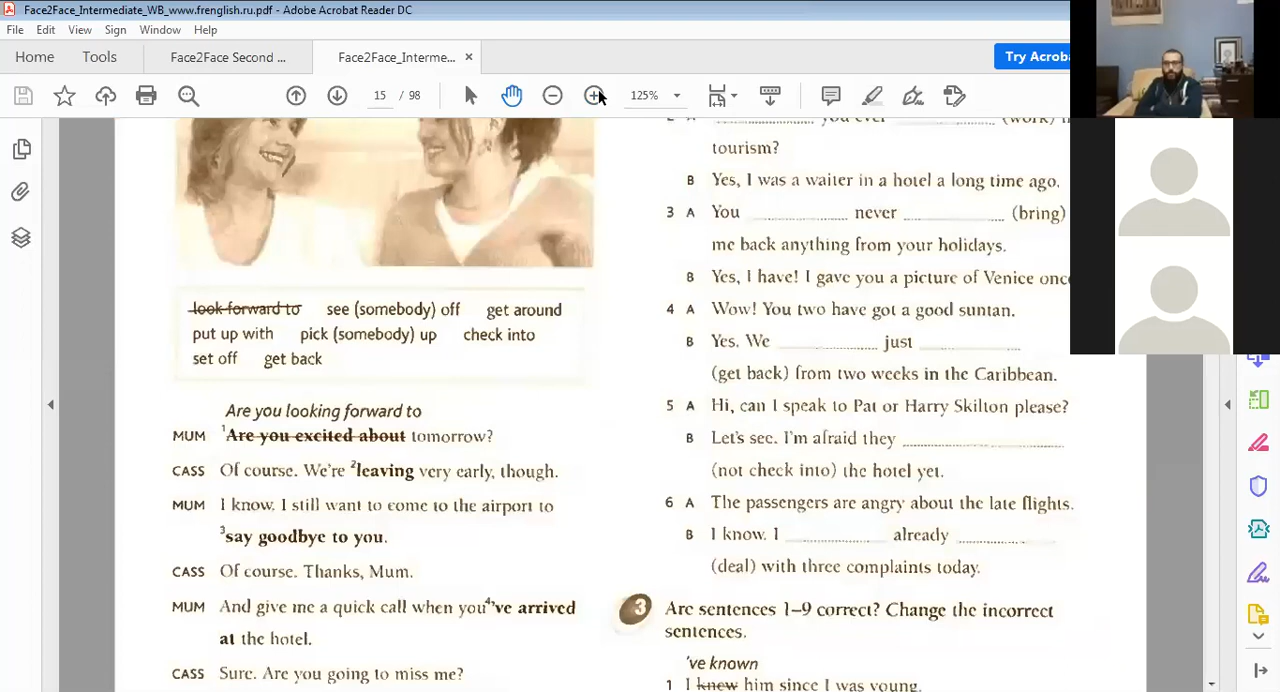 Face2Face_Intermediate_WB_www.frenglish.ru.pdf - Adobe Acrobat Reader DC
File Edit View Sign Window Help
Home Tools Face2Face Second ... Face2Face_Interme... × Try Acroba
15 / 98 125%
look forward to see (somebody) off get around
put up with pick (somebody) up check into
set off get back
Are you looking forward to
MUM ¹Are you excited about tomorrow?
CASS Of course. We're ²leaving very early, though.
MUM I know. I still want to come to the airport to
³say goodbye to you.
CASS Of course. Thanks, Mum.
MUM And give me a quick call when you⁴'ve arrived
at the hotel.
CASS Sure. Are you going to miss me?
2 A .................... you ever .................... (work)
tourism?
B Yes, I was a waiter in a hotel a long time ago.
3 A You .................... never .................... (bring)
me back anything from your holidays.
B Yes, I have! I gave you a picture of Venice once
4 A Wow! You two have got a good suntan.
B Yes. We .................... just ....................
(get back) from two weeks in the Caribbean.
5 A Hi, can I speak to Pat or Harry Skilton please?
B Let's see. I'm afraid they ................................
(not check into) the hotel yet.
6 A The passengers are angry about the late flights.
B I know. I .................... already ....................
(deal) with three complaints today.
3 Are sentences 1–9 correct? Change the incorrect
sentences.
've known
1 I knew him since I was young.